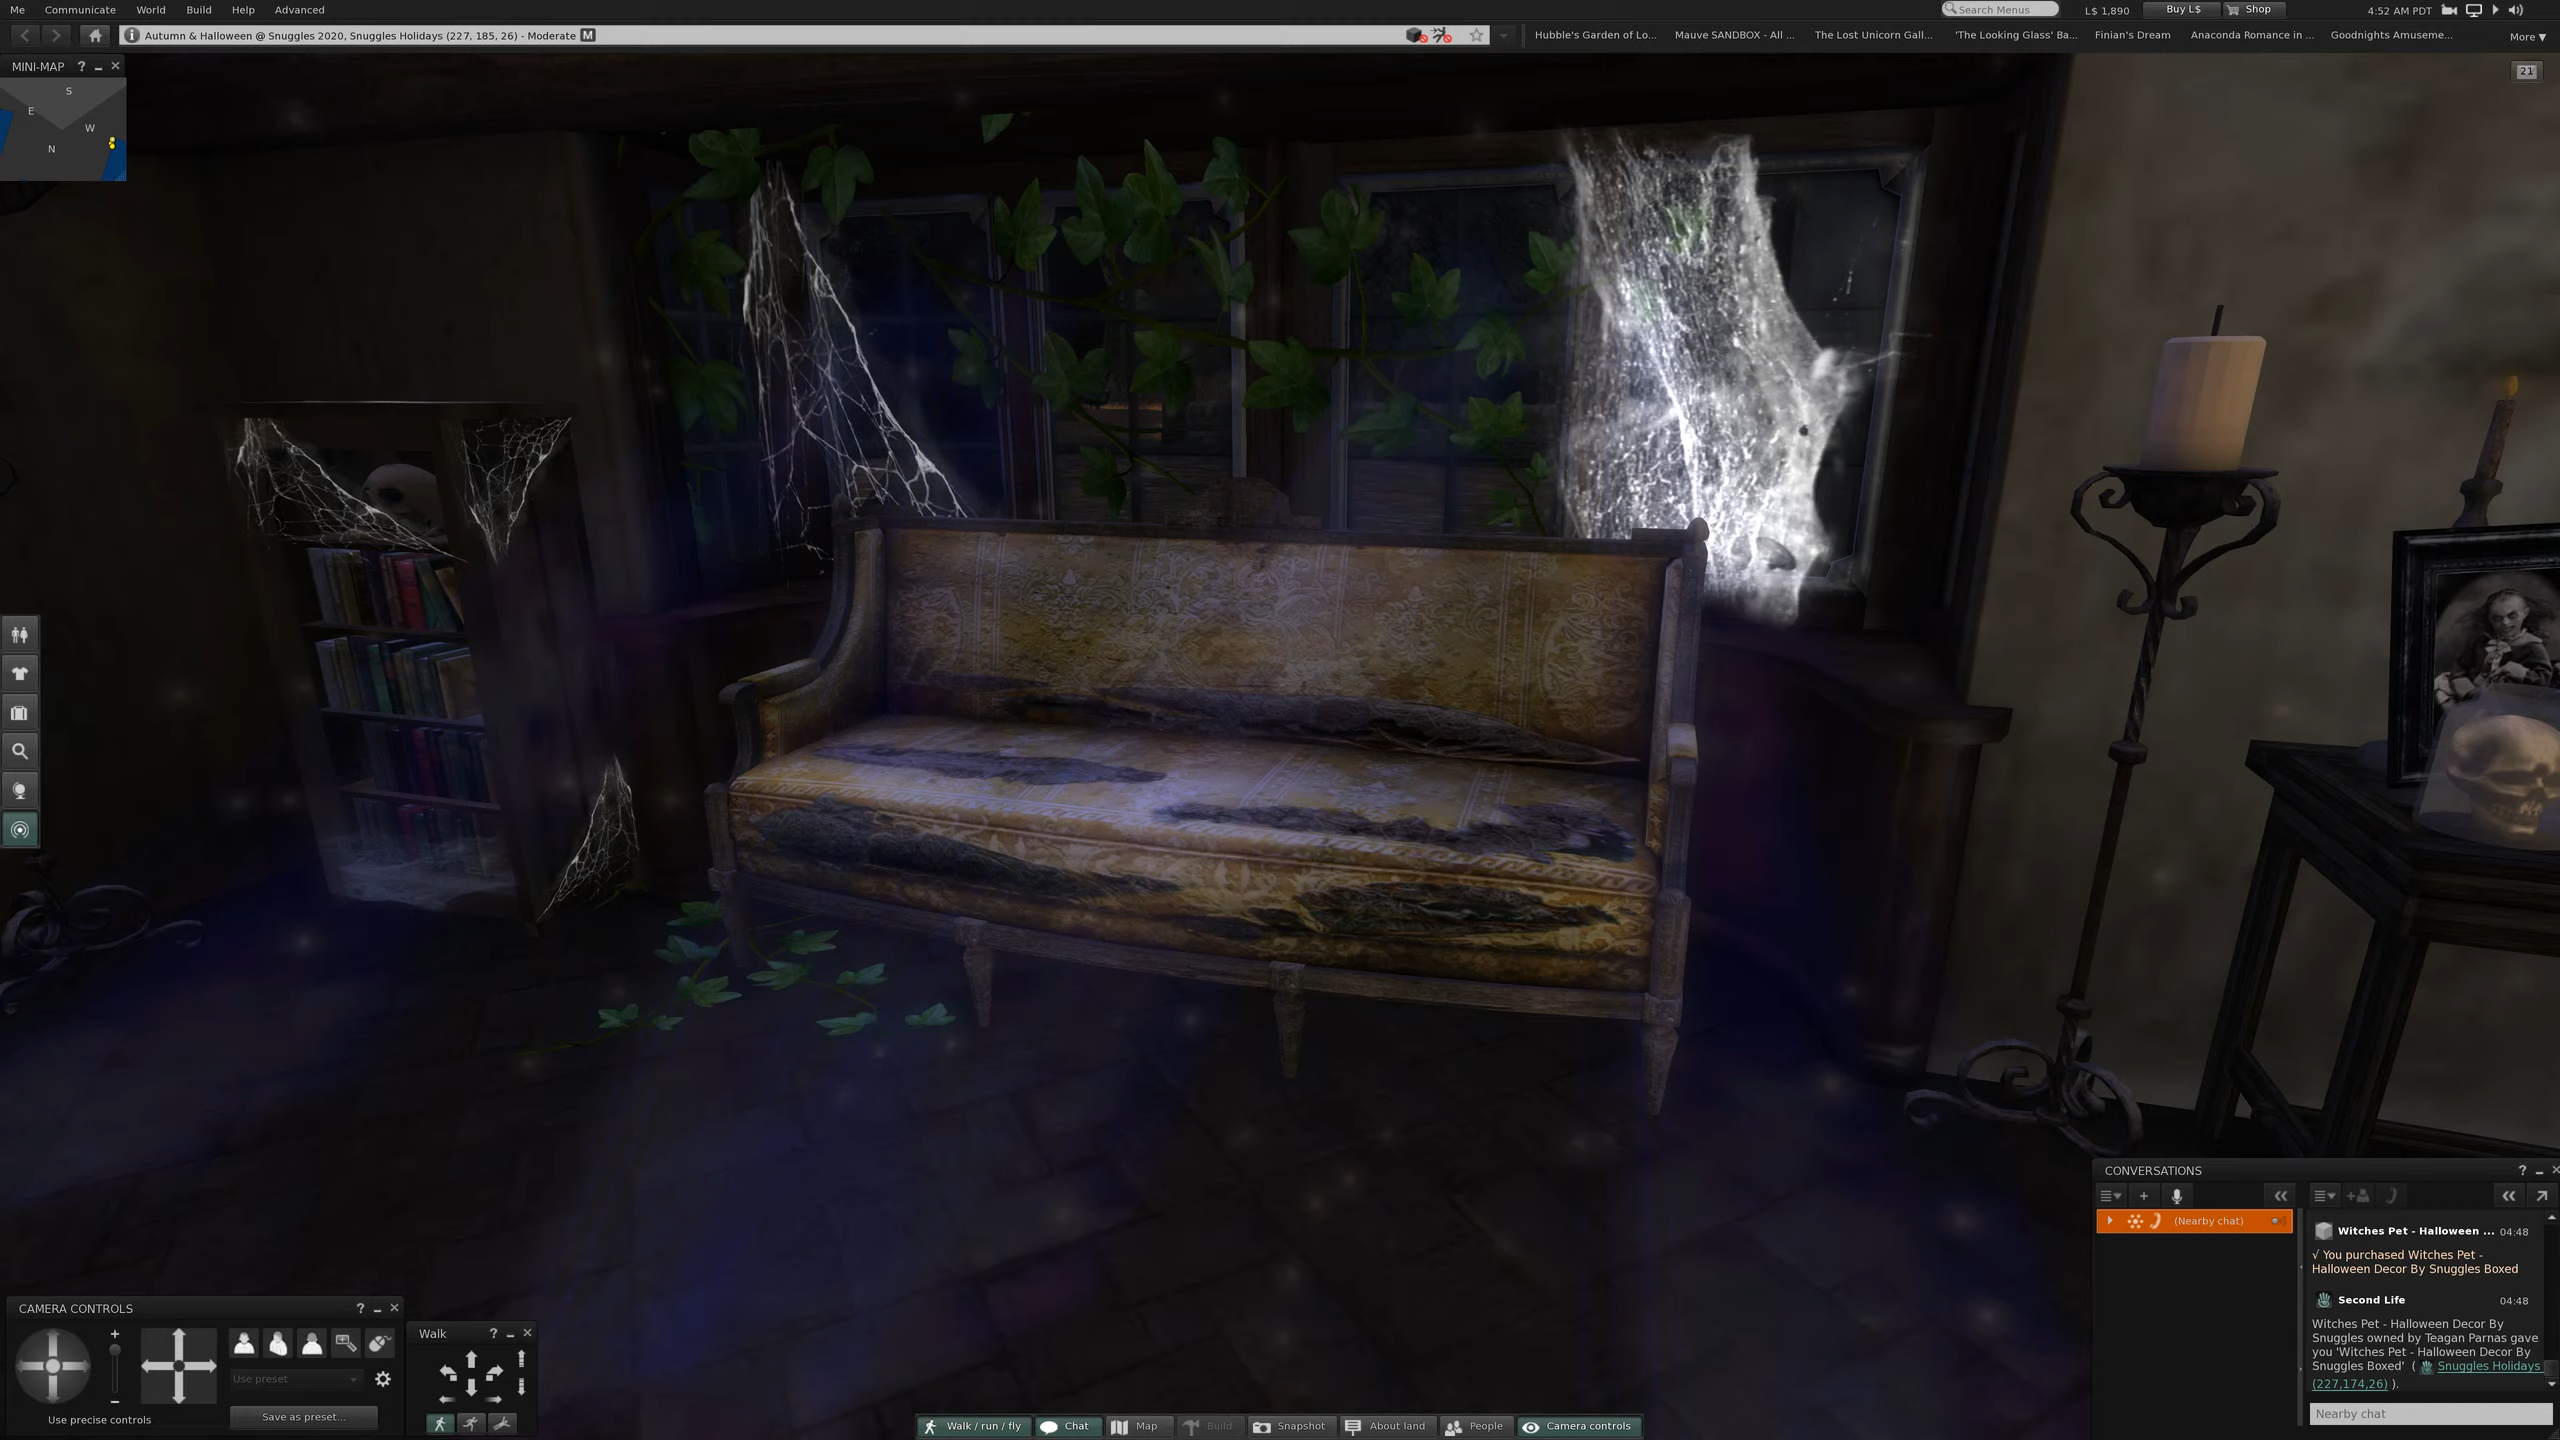 Me Communicate World Build Help Advanced
Search Menus
L$ 1,890 Buy L$ Shop 4:52 AM PDT
Autumn & Halloween @ Snuggles 2020, Snuggles Holidays (227, 185, 26) - Moderate M
Hubble's Garden of Lo... Mauve SANDBOX - All ... The Lost Unicorn Gall... 'The Looking Glass' Ba... Finian's Dream Anaconda Romance in ... Goodnights Amuseme... More ▼
MINI-MAP ?
21
S
E
W
N
CONVERSATIONS ?
(Nearby chat)
Witches Pet - Halloween ... 04:48
√ You purchased Witches Pet -
Halloween Decor By Snuggles Boxed
Second Life 04:48
Witches Pet - Halloween Decor By
Snuggles owned by Teagan Parnas gave
you 'Witches Pet - Halloween Decor By
Snuggles Boxed' ( Snuggles Holidays
(227,174,26) ).
Nearby chat
CAMERA CONTROLS ?
Use preset
Use precise controls
Save as preset...
Walk ?
Walk / run / fly Chat Map Build Snapshot About land People Camera controls